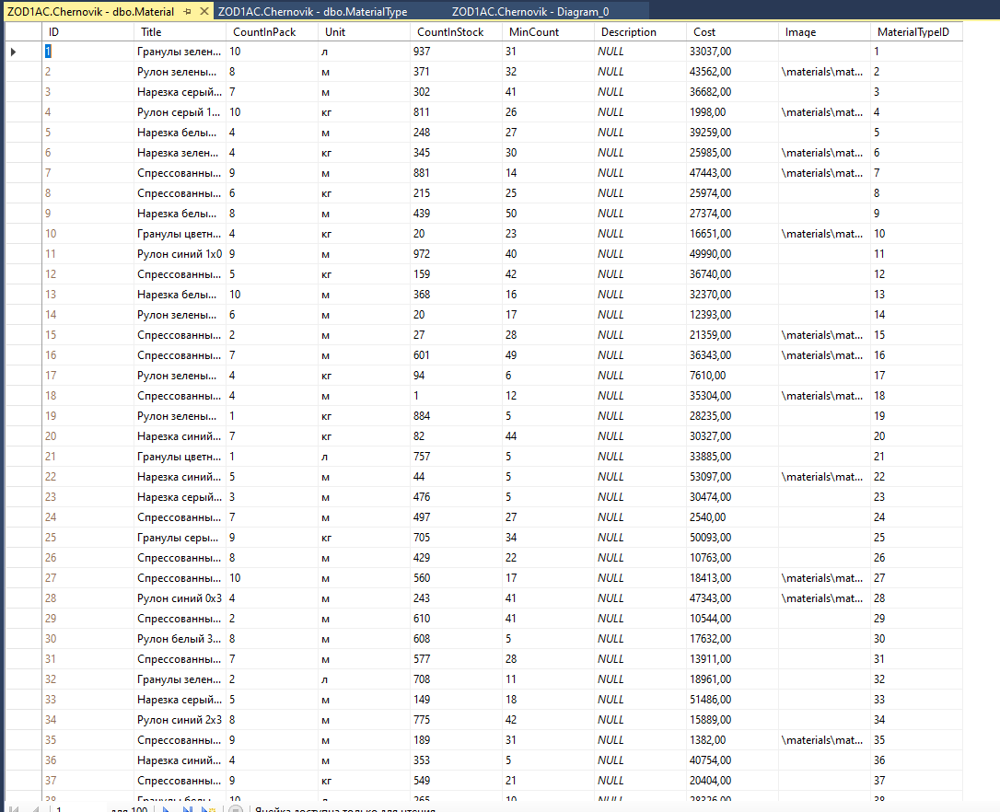 ZOD1AC.Chernovik - dbo.Material ZOD1AC.Chernovik - dbo.MaterialType ZOD1AC.Chernovik - Diagram_0
ID Title CountInPack Unit CountInStock MinCount Description Cost Image MaterialTypeID
1 Гранулы зелен... 10 л 937 31 NULL 33037,00 1
2 Рулон зелены... 8 м 371 32 NULL 43562,00 \materials\mat... 2
3 Нарезка серый... 7 м 302 41 NULL 36682,00 3
4 Рулон серый 1... 10 кг 811 26 NULL 1998,00 \materials\mat... 4
5 Нарезка белы... 4 м 248 27 NULL 39259,00 5
6 Нарезка зелен... 4 кг 345 30 NULL 25985,00 \materials\mat... 6
7 Спрессованны... 9 м 881 14 NULL 47443,00 \materials\mat... 7
8 Спрессованны... 6 кг 215 25 NULL 25974,00 8
9 Нарезка белы... 8 м 439 50 NULL 27374,00 9
10 Гранулы цветн... 4 кг 20 23 NULL 16651,00 \materials\mat... 10
11 Рулон синий 1x0 9 м 972 40 NULL 49990,00 11
12 Спрессованны... 5 кг 159 42 NULL 36740,00 12
13 Нарезка белы... 10 м 368 16 NULL 32370,00 13
14 Рулон зелены... 6 м 20 17 NULL 12393,00 14
15 Спрессованны... 2 м 27 28 NULL 21359,00 \materials\mat... 15
16 Спрессованны... 7 м 601 49 NULL 36343,00 \materials\mat... 16
17 Рулон зелены... 4 кг 94 6 NULL 7610,00 17
18 Спрессованны... 4 м 1 12 NULL 35304,00 \materials\mat... 18
19 Рулон зелены... 1 кг 884 5 NULL 28235,00 19
20 Нарезка синий... 7 кг 82 44 NULL 30327,00 20
21 Гранулы цветн... 1 л 757 5 NULL 33885,00 21
22 Нарезка синий... 5 м 44 5 NULL 53097,00 \materials\mat... 22
23 Нарезка серый... 3 м 476 5 NULL 30474,00 23
24 Спрессованны... 7 м 497 27 NULL 2540,00 24
25 Гранулы серы... 9 кг 705 34 NULL 50093,00 25
26 Спрессованны... 8 м 429 22 NULL 10763,00 26
27 Спрессованны... 10 м 560 17 NULL 18413,00 \materials\mat... 27
28 Рулон синий 0x3 4 м 243 41 NULL 47343,00 \materials\mat... 28
29 Спрессованны... 2 м 610 41 NULL 10544,00 29
30 Рулон белый 3... 8 м 608 5 NULL 17632,00 30
31 Спрессованны... 7 м 577 28 NULL 13911,00 31
32 Гранулы зелен... 2 л 708 11 NULL 18961,00 32
33 Нарезка серый... 5 м 149 18 NULL 51486,00 33
34 Рулон синий 2x3 8 м 775 42 NULL 15889,00 34
35 Спрессованны... 9 м 189 31 NULL 1382,00 \materials\mat... 35
36 Нарезка синий... 4 м 353 5 NULL 40754,00 36
37 Спрессованны... 9 кг 549 21 NULL 20404,00 37
38 Гранулы белы... 10 л 265 10 NULL 28326,00 38
1 для 100 Ячейка доступна только для чтения